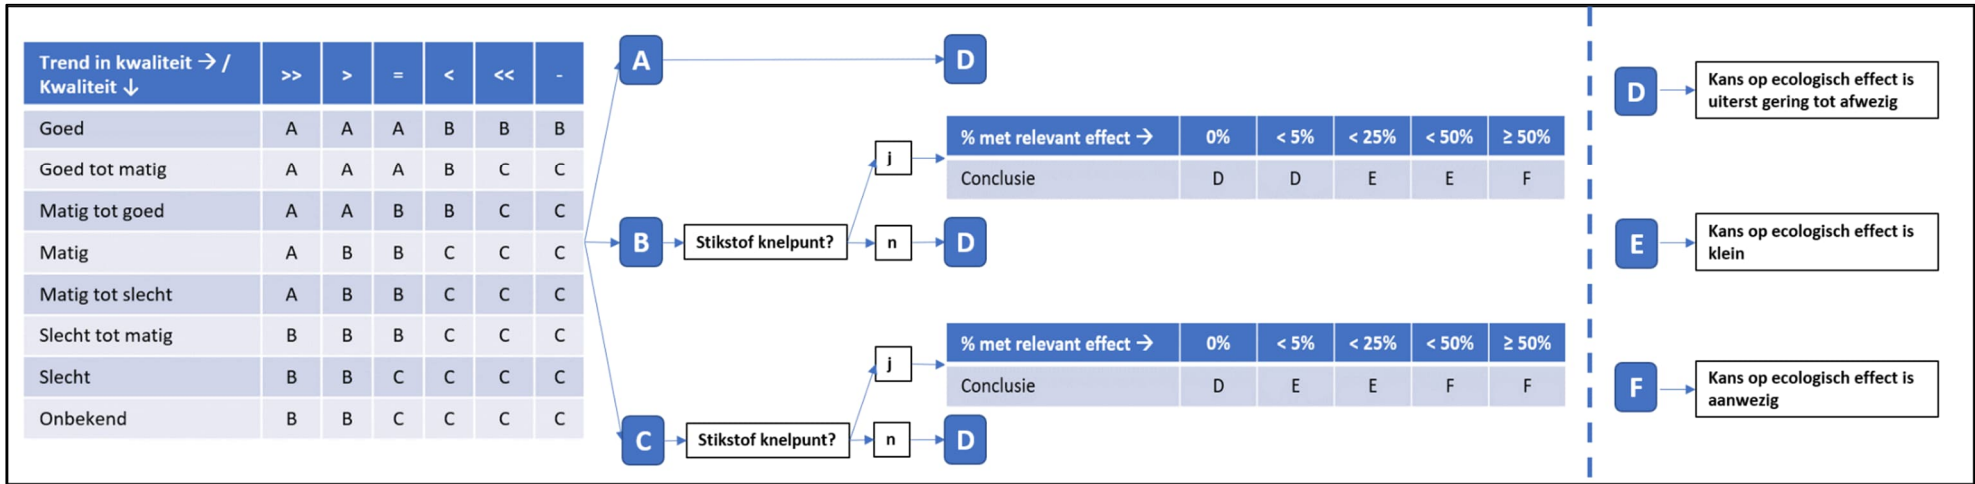 Trend in kwaliteit → / >> > = < << -
Kwaliteit ↓
Goed A A A B B B
Goed tot matig A A A B C C
Matig tot goed A A B B C C
Matig A B B C C C
Matig tot slecht A B B C C C
Slecht tot matig B B B C C C
Slecht B B C C C C
Onbekend B B C C C C
A D
j
% met relevant effect → 0% < 5% < 25% < 50% ≥ 50%
Conclusie D D E E F
B Stikstof knelpunt? n D
j
% met relevant effect → 0% < 5% < 25% < 50% ≥ 50%
Conclusie D E E F F
C Stikstof knelpunt? n D
D Kans op ecologisch effect is
uiterst gering tot afwezig
E Kans op ecologisch effect is
klein
F Kans op ecologisch effect is
aanwezig